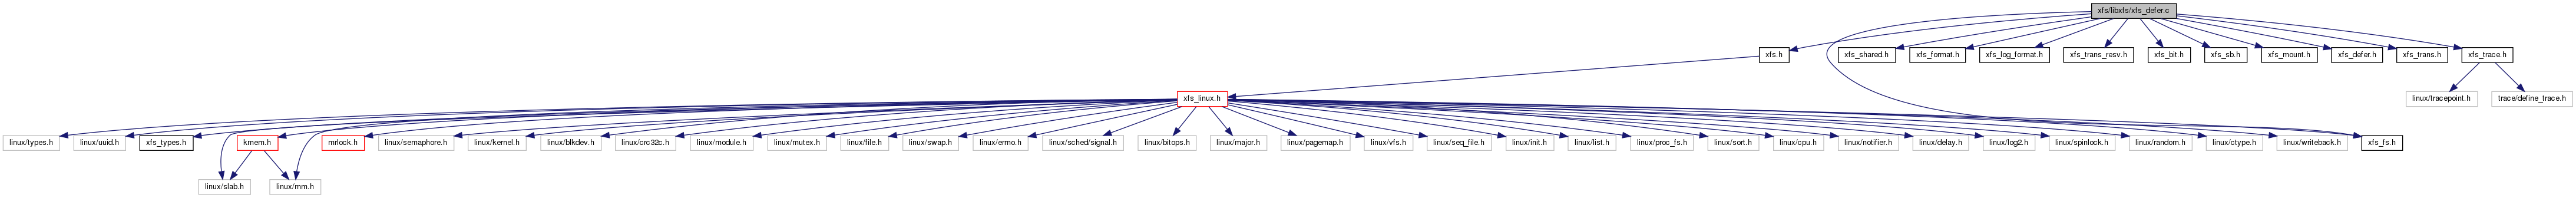 xfs/libxfs/xfs_defer.c
xfs.h
xfs_shared.h
xfs_format.h
xfs_log_format.h
xfs_trans_resv.h
xfs_bit.h
xfs_sb.h
xfs_mount.h
xfs_defer.h
xfs_trans.h
xfs_trace.h
xfs_linux.h
linux/tracepoint.h
trace/define_trace.h
linux/types.h
linux/uuid.h
xfs_types.h
kmem.h
mrlock.h
linux/semaphore.h
linux/kernel.h
linux/blkdev.h
linux/crc32c.h
linux/module.h
linux/mutex.h
linux/file.h
linux/swap.h
linux/errno.h
linux/sched/signal.h
linux/bitops.h
linux/major.h
linux/pagemap.h
linux/vfs.h
linux/seq_file.h
linux/init.h
linux/list.h
linux/proc_fs.h
linux/sort.h
linux/cpu.h
linux/notifier.h
linux/delay.h
linux/log2.h
linux/spinlock.h
linux/random.h
linux/ctype.h
linux/writeback.h
xfs_fs.h
linux/slab.h
linux/mm.h